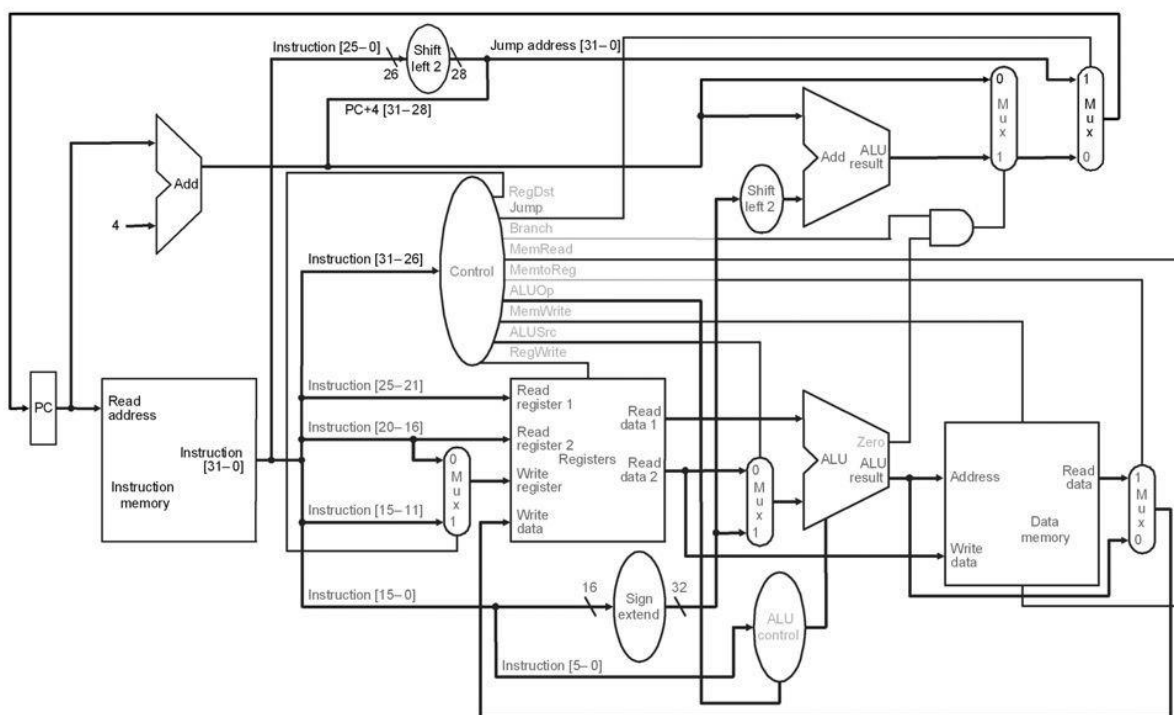 Instruction [25–0]
Shift
left 2
26
28
Jump address [31–0]
PC+4 [31–28]
Add
4
0
M
u
x
1
1
M
u
x
0
Add
ALU
result
Shift
left 2
RegDst
Jump
Branch
MemRead
MemtoReg
ALUOp
MemWrite
ALUSrc
RegWrite
Instruction [31–26]
Control
PC
Read
address
Instruction
[31–0]
Instruction
memory
Instruction [25–21]
Instruction [20–16]
Instruction [15–11]
0
M
u
x
1
Read
register 1
Read
register 2
Write
register
Write
data
Registers
Read
data 1
Read
data 2
0
M
u
x
1
Zero
ALU
ALU
result
Address
Write
data
Read
data
Data
memory
1
M
u
x
0
Instruction [15–0]
16
Sign
extend
32
Instruction [5–0]
ALU
control